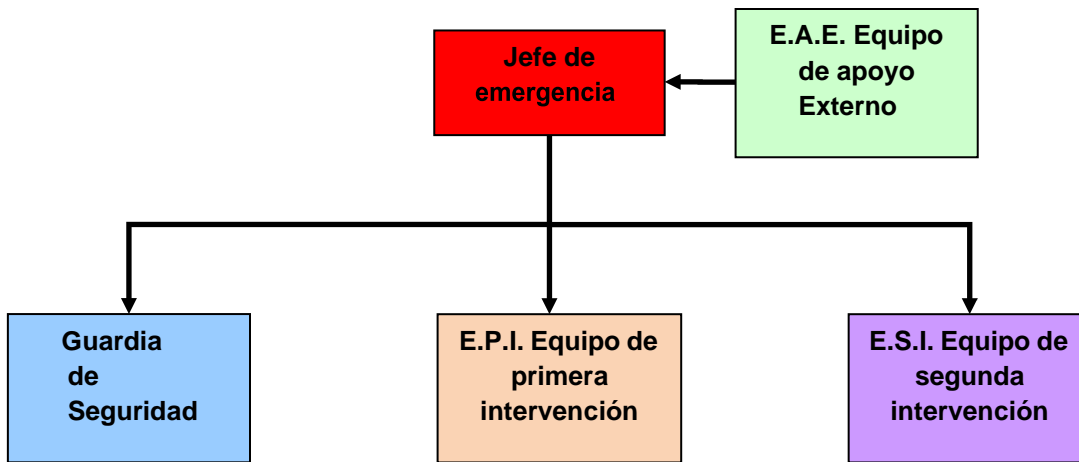 Jefe de
emergencia
E.A.E. Equipo
de apoyo
Externo
Guardia
de
Seguridad
E.P.I. Equipo de
primera
intervención
E.S.I. Equipo de
segunda
intervención